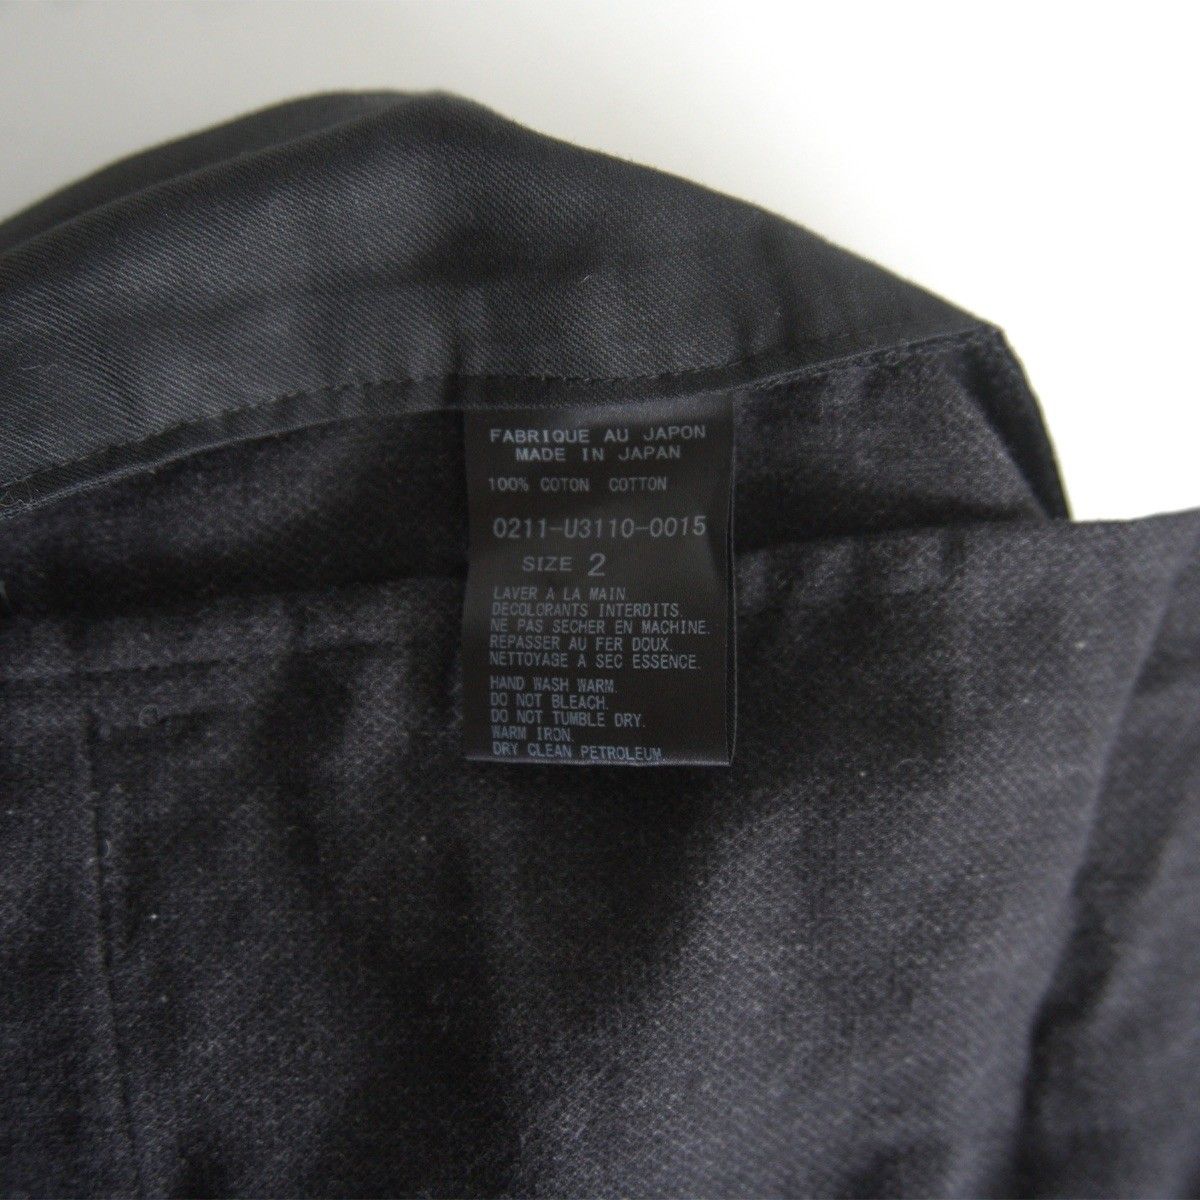 FABRIQUE AU JAPON
MADE IN JAPAN
100% COTON COTTON
0211-U3110-0015
SIZE 2
LAVER A LA MAIN
DECOLORANTS INTERDITS.
NE PAS SECHER EN MACHINE.
REPASSER AU FER DOUX.
NETTOYAGE A SEC ESSENCE.
HAND WASH WARM.
DO NOT BLEACH.
DO NOT TUMBLE DRY.
WARM IRON.
DRY CLEAN PETROLEUM.